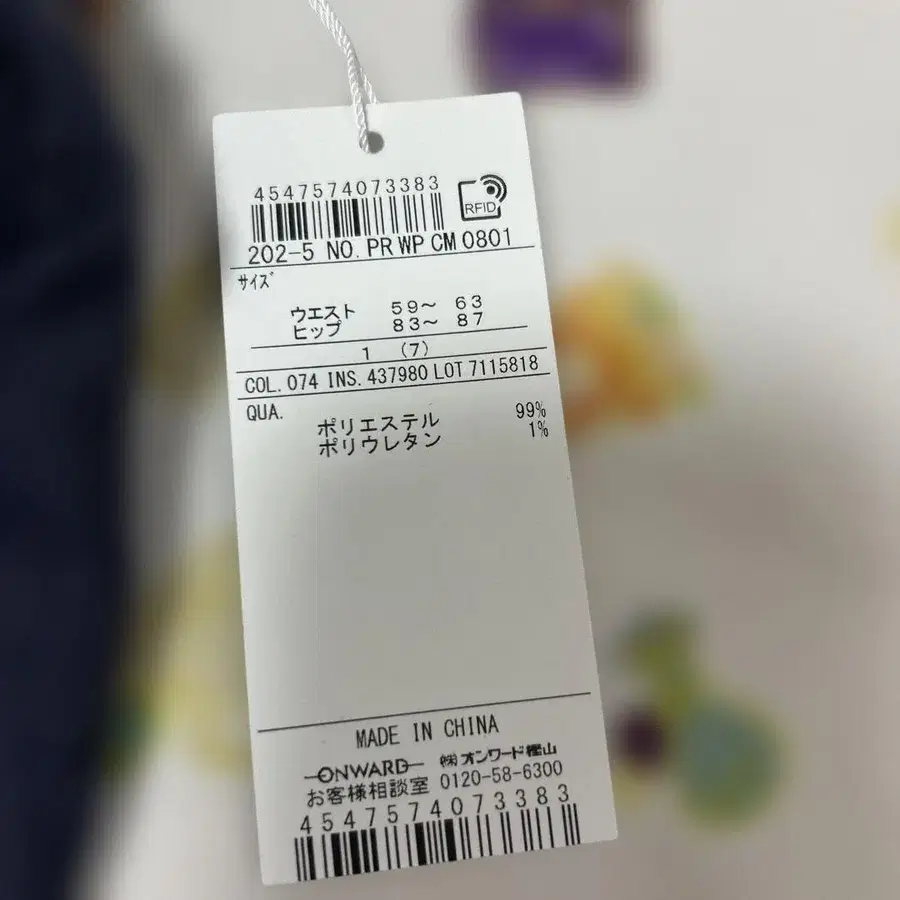 4547574073383
RFID
202-5 NO. PR WP CM 0801
サイズ
ウエスト 59～ 63
ヒップ 83～ 87
1 (7)
COL. 074 INS. 437980 LOT 7115818
QUA.
ポリエステル 99%
ポリウレタン 1%
MADE IN CHINA
ONWARD ㈱オンワード樫山
お客様相談室 0120-58-6300
4547574073383